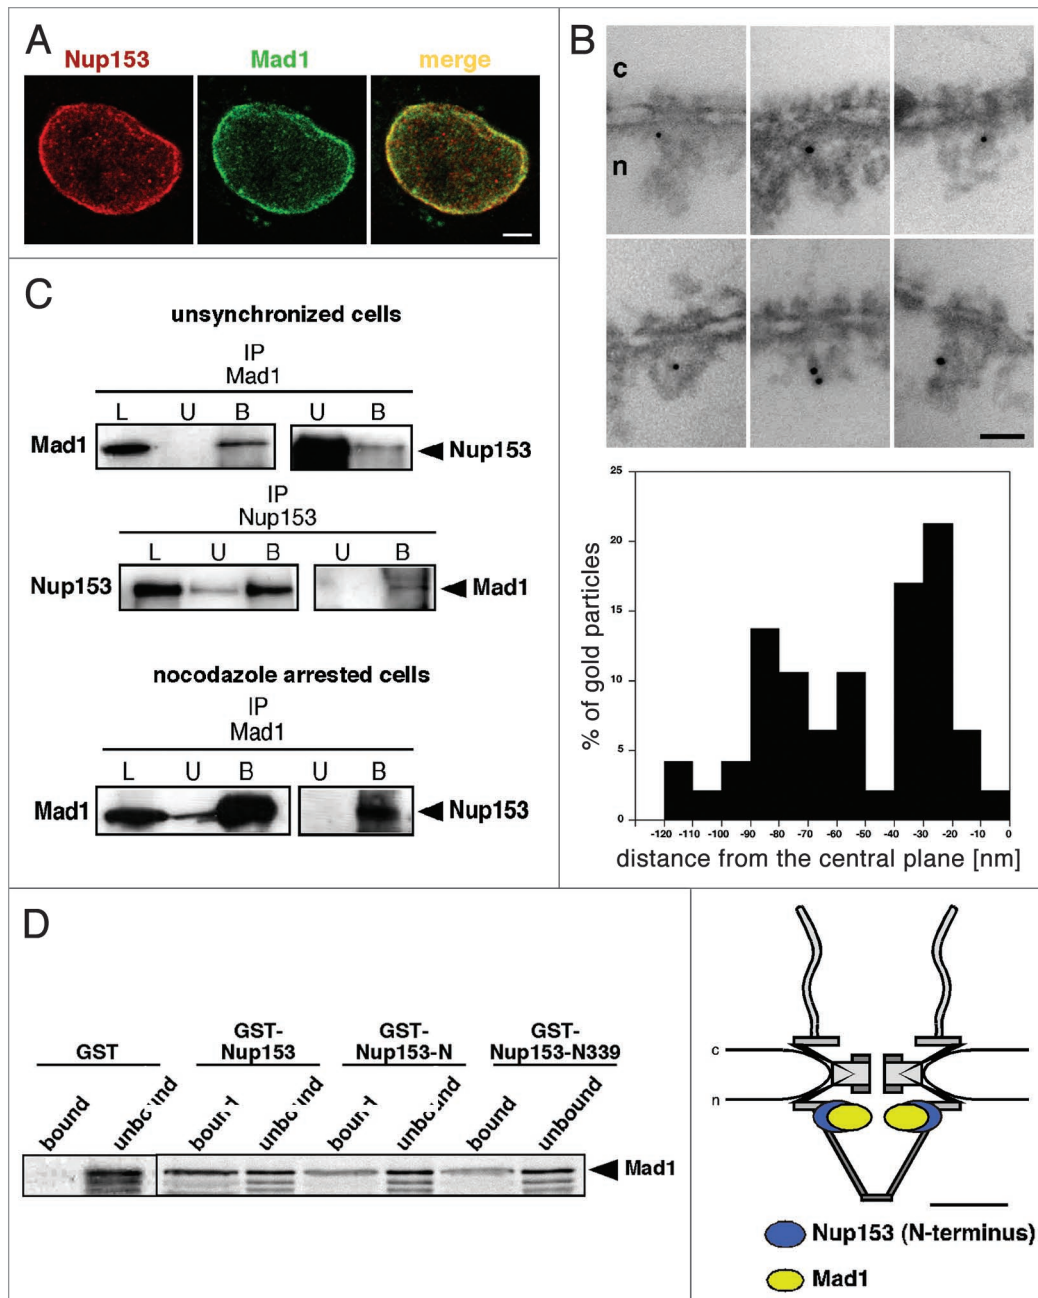 A
Nup153 Mad1 merge
B
c
n
25
20
15
10
5
0
% of gold particles
-120 -110 -100 -90 -80 -70 -60 -50 -40 -30 -20 -10 0
distance from the central plane [nm]
C
unsynchronized cells
IP
Mad1
L U B U B
Mad1 Nup153
IP
Nup153
L U B U B
Nup153 Mad1
nocodazole arrested cells
IP
Mad1
L U B U B
Mad1 Nup153
D
GST GST-Nup153 GST-Nup153-N GST-Nup153-N339
bound unbound bound unbound bound unbound bound unbound
Mad1
c
n
Nup153 (N-terminus)
Mad1